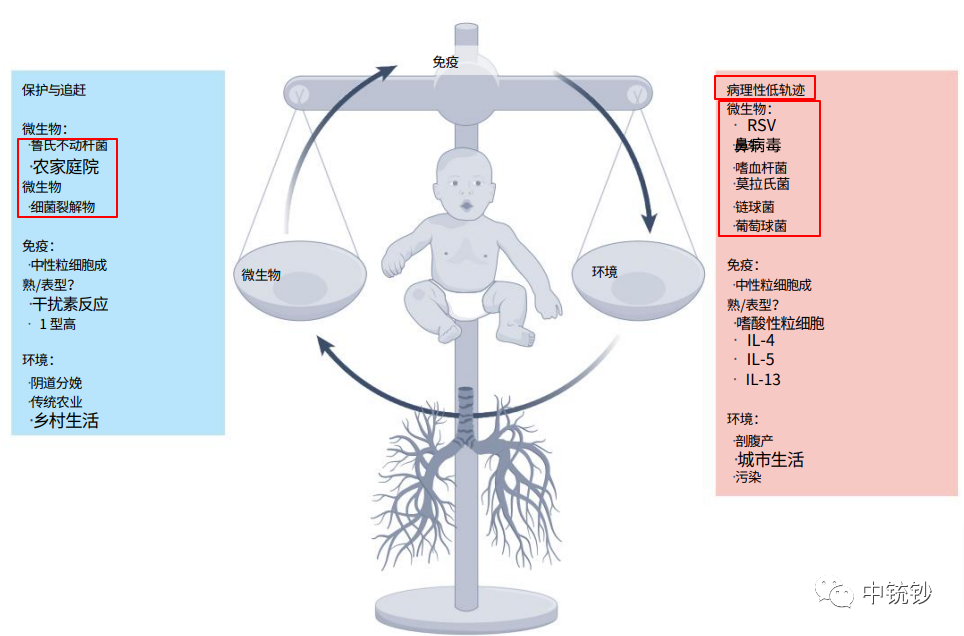 保护与追赶
微生物：
·鲁氏不动杆菌
·农家庭院
微生物
·细菌裂解物
免疫：
·中性粒细胞成
熟/表型？
·干扰素反应
· 1 型高
环境：
·阴道分娩
·传统农业
·乡村生活
免疫
微生物
环境
病理性低轨迹
微生物：
· RSV
·鼻病毒
·嗜血杆菌
·莫拉氏菌
·链球菌
·葡萄球菌
免疫：
·中性粒细胞成
熟/表型？
·嗜酸性粒细胞
· IL-4
· IL-5
· IL-13
环境：
·剖腹产
·城市生活
·污染
中铳钞